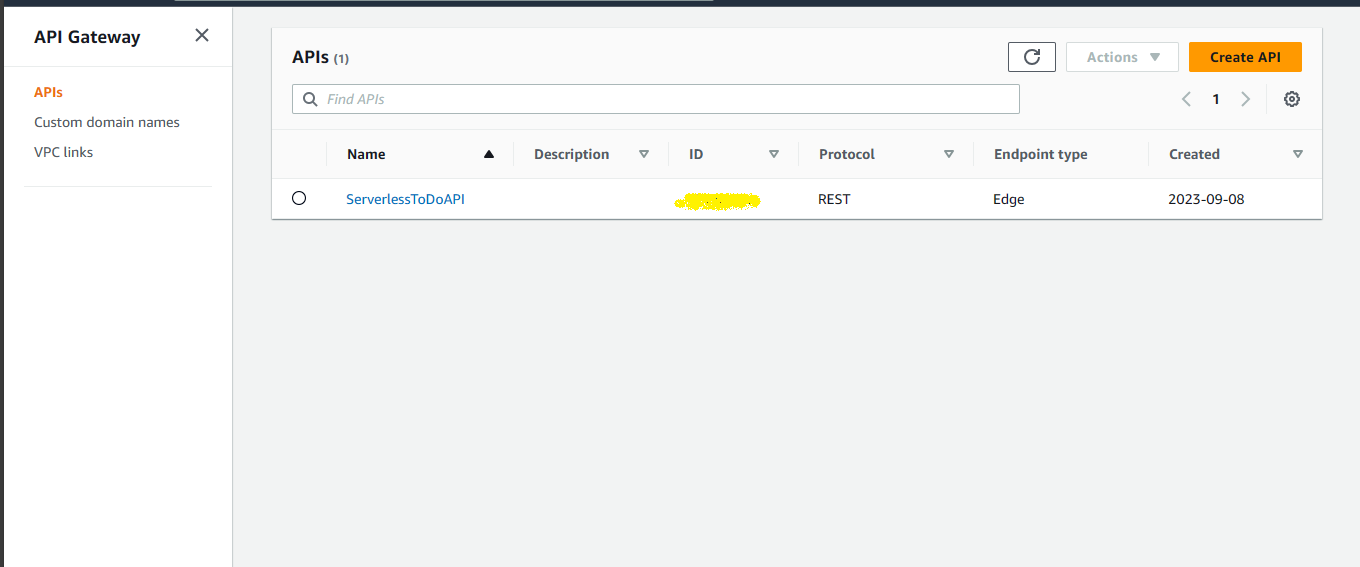 API Gateway
APIs
Custom domain names
VPC links
APIs (1)
Actions
Create API
Find APIs
1
Name Description ID Protocol Endpoint type Created
ServerlessToDoAPI REST Edge 2023-09-08